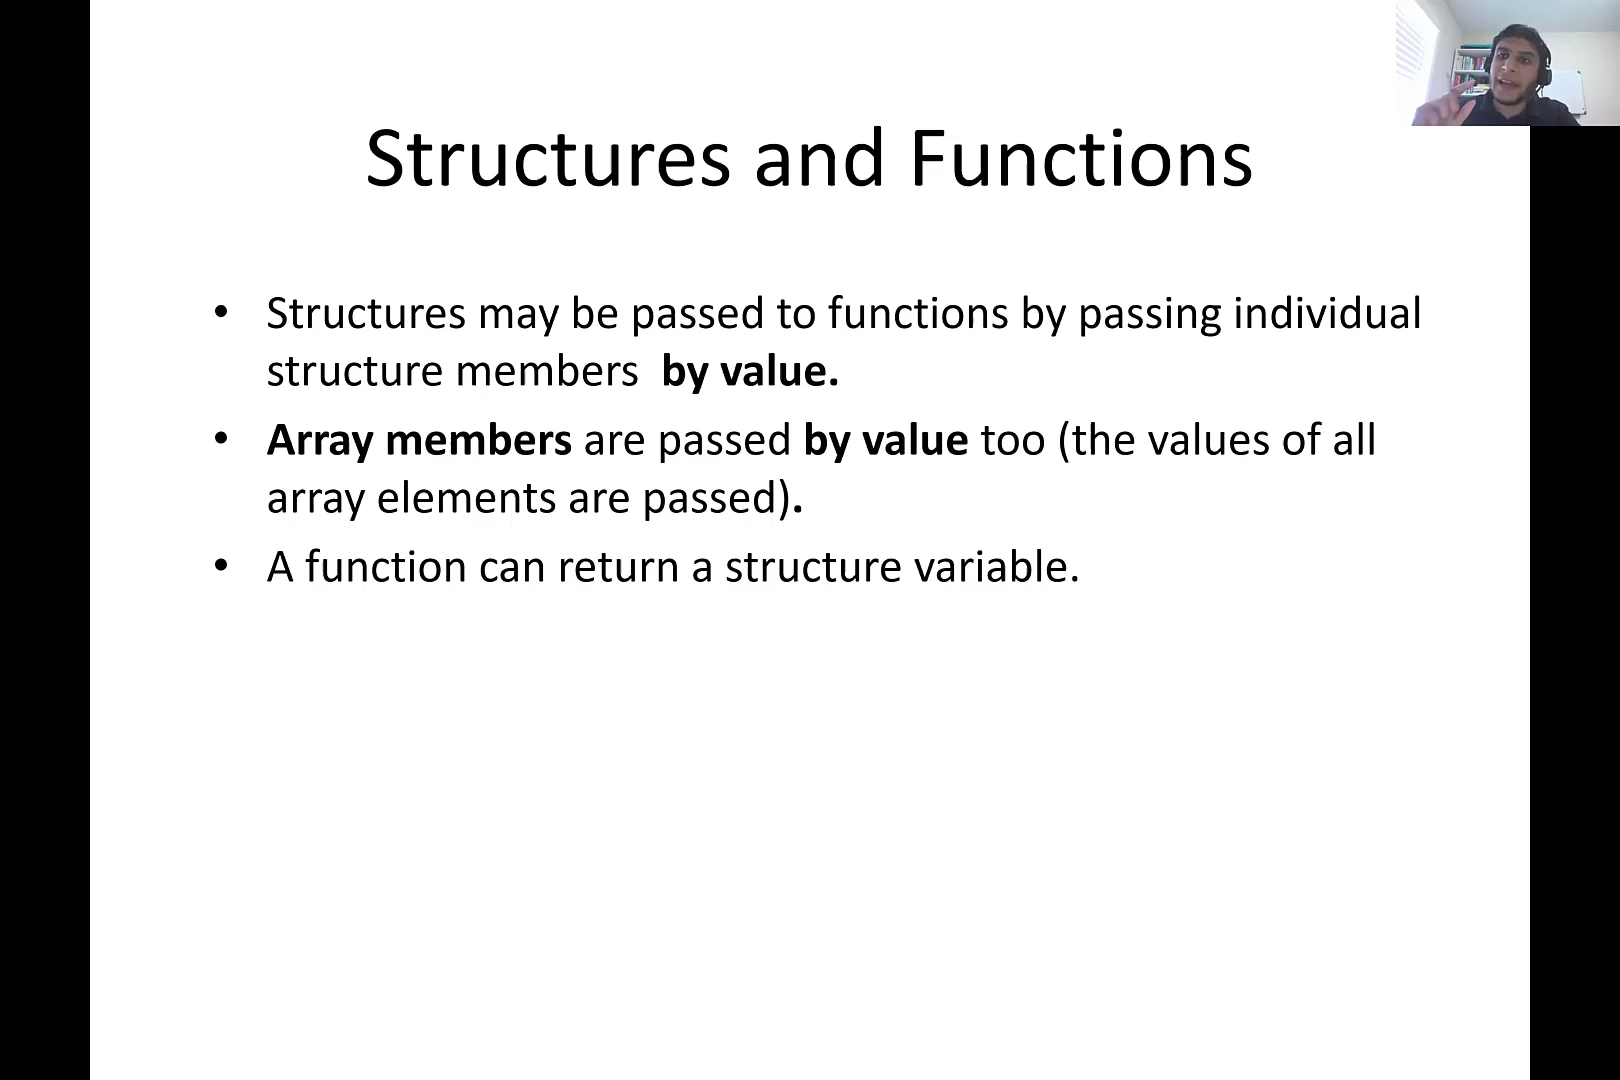 Structures and Functions
• Structures may be passed to functions by passing individual
structure members  by value.
• Array members are passed by value too (the values of all
array elements are passed).
• A function can return a structure variable.